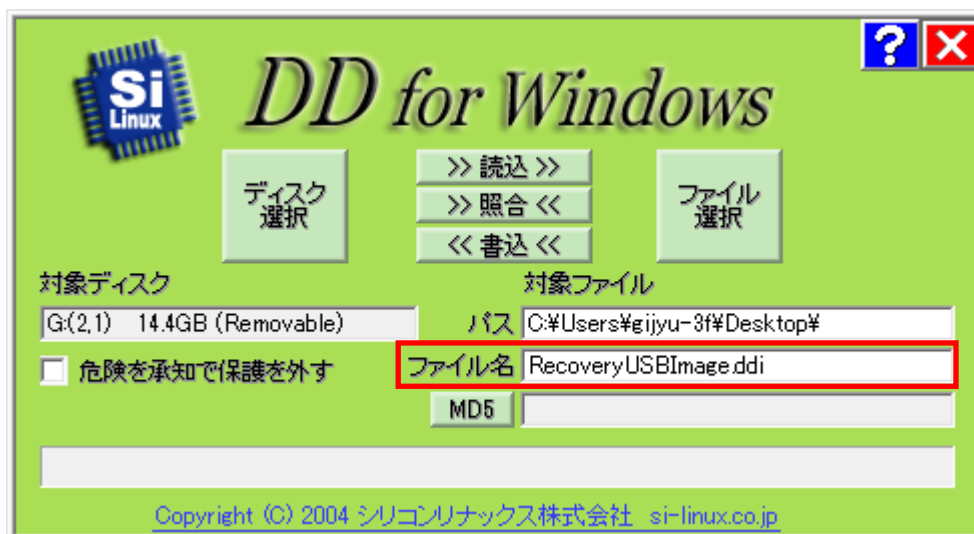 Si
Linux
DD for Windows
?
ディスク
選択
>> 読込 >>
>> 照合 <<
<< 書込 <<
ファイル
選択
対象ディスク
G:(2,1) 14.4GB (Removable)
危険を承知で保護を外す
対象ファイル
パス C:¥Users¥gijyu-3f¥Desktop¥
ファイル名 RecoveryUSBImage.ddi
MD5
Copyright (C) 2004 シリコンリナックス株式会社 si-linux.co.jp